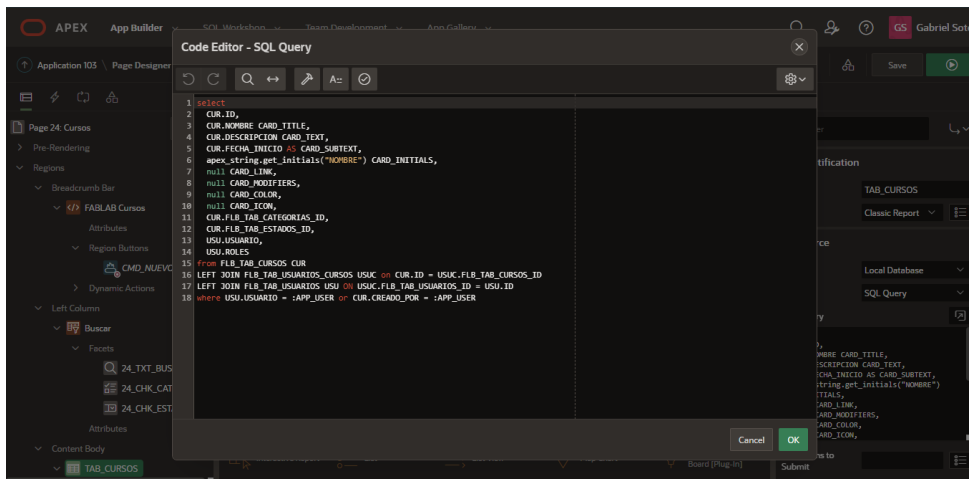 APEX App Builder SQL Workshop Team Development App Gallery GS Gabriel Soto
Code Editor - SQL Query
Application 103 \ Page Designer
Save
Page 24: Cursos
Pre-Rendering
Regions
Breadcrumb Bar
FABLAB Cursos
Attributes
Region Buttons
CMD_NUEVO
Dynamic Actions
Left Column
Buscar
Facets
24_TXT_BUS
24_CHK_CAT
24_CHK_EST
Attributes
Content Body
TAB_CURSOS
1 select
2 CUR.ID,
3 CUR.NOMBRE CARD_TITLE,
4 CUR.DESCRIPCION CARD_TEXT,
5 CUR.FECHA_INICIO AS CARD_SUBTEXT,
6 apex_string.get_initials("NOMBRE") CARD_INITIALS,
7 null CARD_LINK,
8 null CARD_MODIFIERS,
9 null CARD_COLOR,
10 null CARD_ICON,
11 CUR.FLB_TAB_CATEGORIAS_ID,
12 CUR.FLB_TAB_ESTADOS_ID,
13 USU.USUARIO,
14 USU.ROLES
15 from FLB_TAB_CURSOS CUR
16 LEFT JOIN FLB_TAB_USUARIOS_CURSOS USUC on CUR.ID = USUC.FLB_TAB_CURSOS_ID
17 LEFT JOIN FLB_TAB_USUARIOS USU ON USUC.FLB_TAB_USUARIOS_ID = USU.ID
18 where USU.USUARIO = :APP_USER or CUR.CREADO_POR = :APP_USER
Cancel OK
tification
TAB_CURSOS
Classic Report
rce
Local Database
SQL Query
ry
D,
OMBRE CARD_TITLE,
ESCRIPCION CARD_TEXT,
ECHA_INICIO AS CARD_SUBTEXT,
string.get_initials("NOMBRE")
ITIALS,
CARD_LINK,
CARD_MODIFIERS,
CARD_COLOR,
CARD_ICON,
ms to
Submit
Board [Plug-In]